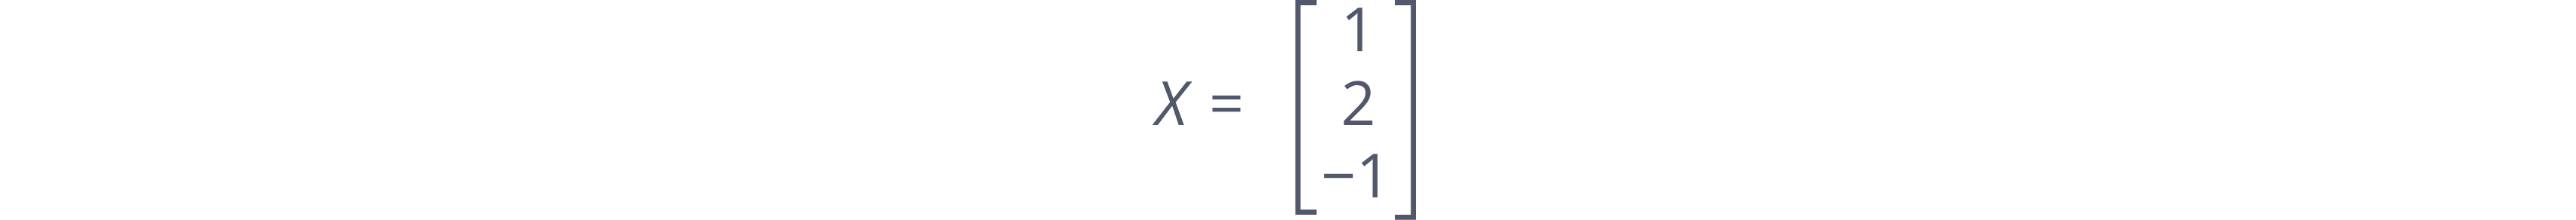 X = [1
2
−1]